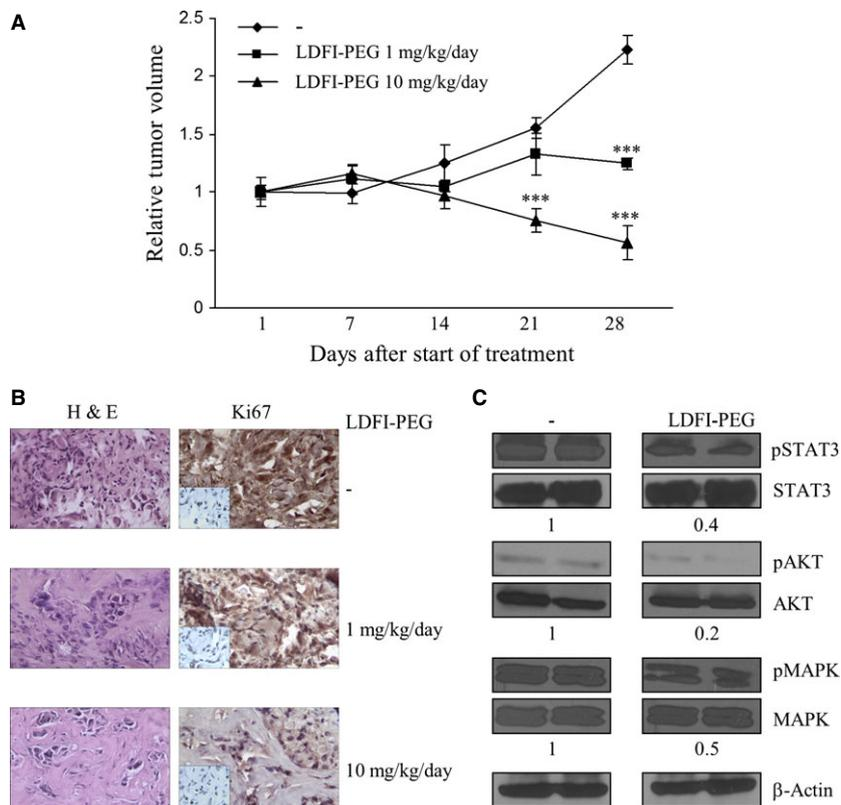 A
2.5
2
1.5
1
0.5
0
Relative tumor volume
-
LDFI-PEG 1 mg/kg/day
LDFI-PEG 10 mg/kg/day
***
***
***
1 7 14 21 28
Days after start of treatment
B
H & E Ki67
LDFI-PEG
-
1 mg/kg/day
10 mg/kg/day
C
- LDFI-PEG
pSTAT3
STAT3
1 0.4
pAKT
AKT
1 0.2
pMAPK
MAPK
1 0.5
β-Actin